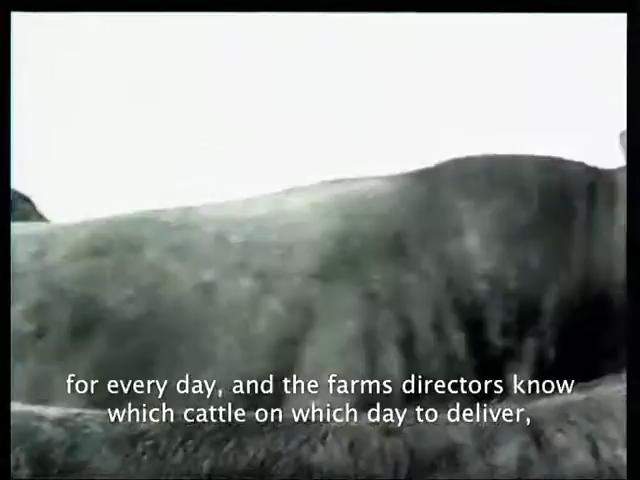 for every day, and the farms directors know
which cattle on which day to deliver,